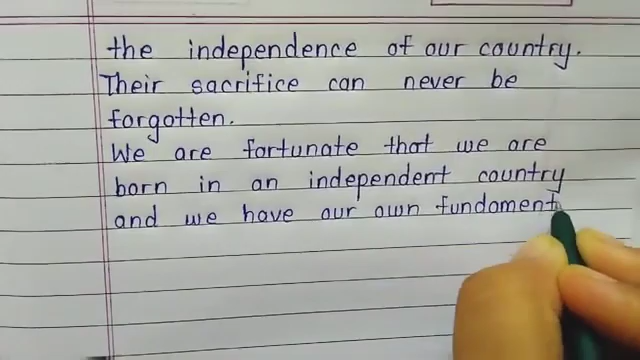 the independence of our country.
Their sacrifice can never be
forgotten.
We are fortunate that we are
born in an independent country
and we have our own fundament